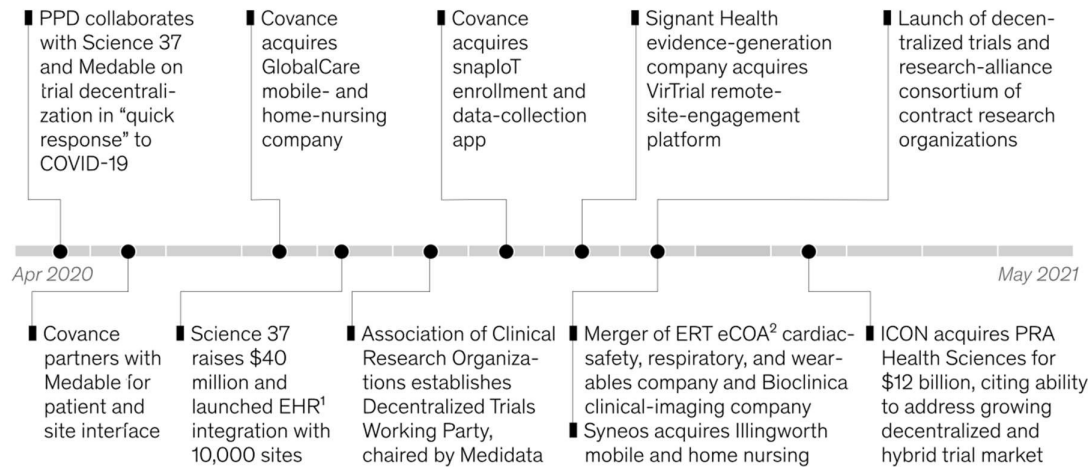 PPD collaborates
with Science 37
and Medable on
trial decentrali-
zation in “quick
response” to
COVID-19
Covance
acquires
GlobalCare
mobile- and
home-nursing
company
Covance
acquires
snapIoT
enrollment and
data-collection
app
Signant Health
evidence-generation
company acquires
VirTrial remote-
site-engagement
platform
Launch of decen-
tralized trials and
research-alliance
consortium of
contract research
organizations
Apr 2020
May 2021
Covance
partners with
Medable for
patient and
site interface
Science 37
raises $40
million and
launched EHR¹
integration with
10,000 sites
Association of Clinical
Research Organiza-
tions establishes
Decentralized Trials
Working Party,
chaired by Medidata
Merger of ERT eCOA² cardiac-
safety, respiratory, and wear-
ables company and Bioclinica
clinical-imaging company
Syneos acquires Illingworth
mobile and home nursing
ICON acquires PRA
Health Sciences for
$12 billion, citing ability
to address growing
decentralized and
hybrid trial market